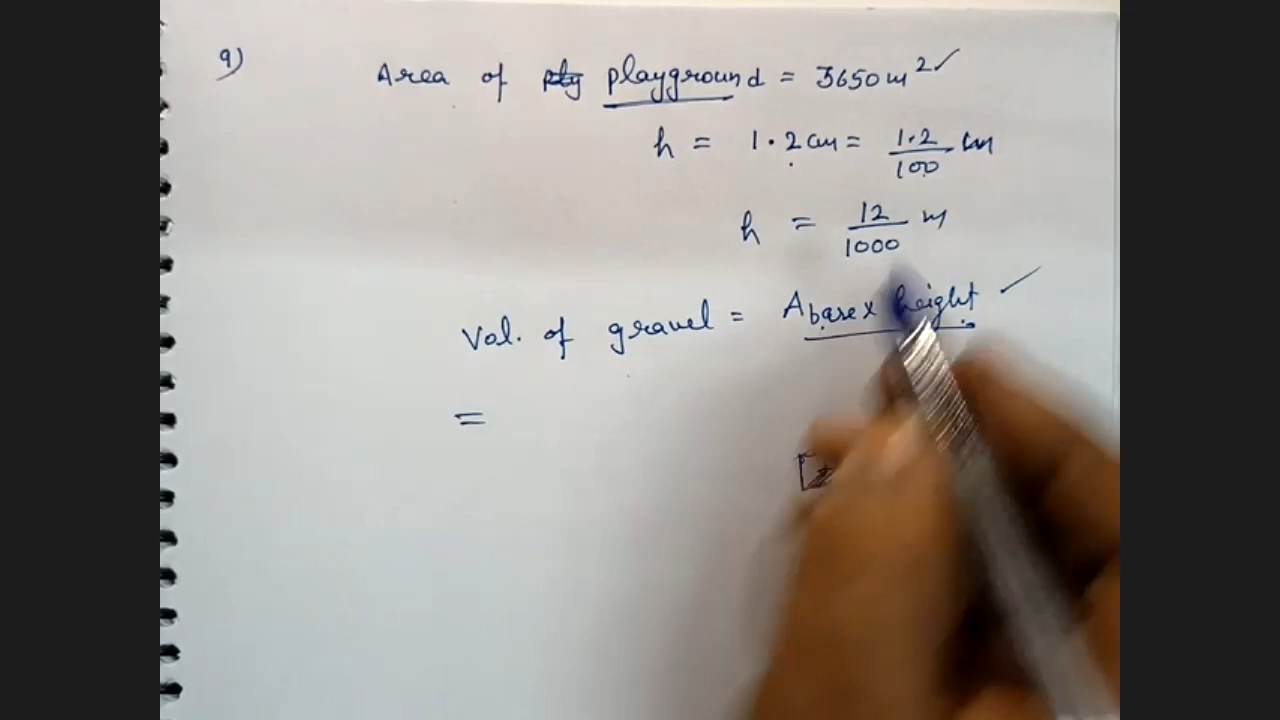 9)
Area of playground = 3650 m²✓
h = 1.2 cm = 1.2/100 m
h = 12/1000 m
Vol. of gravel = A base x height ✓
=